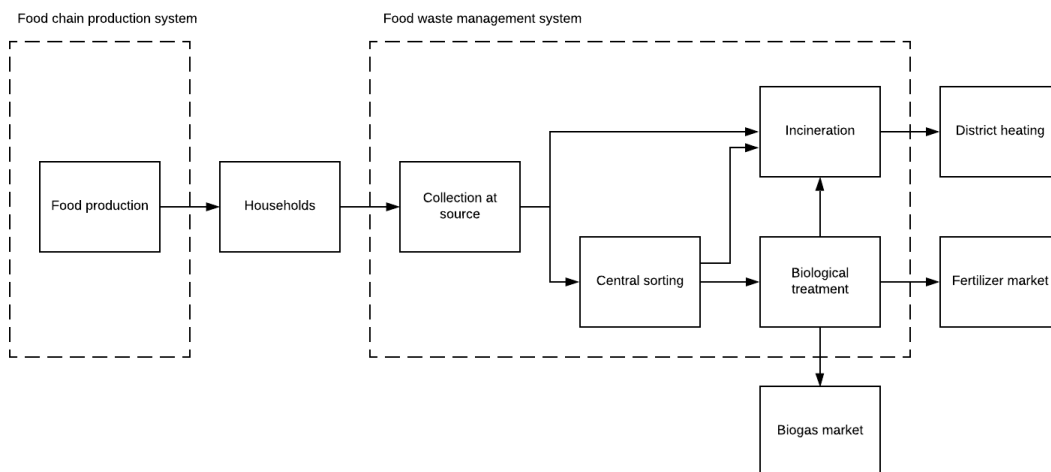 Food chain production system
Food waste management system
Incineration
District heating
Food production
Households
Collection at
source
Central sorting
Biological
treatment
Fertilizer market
Biogas market